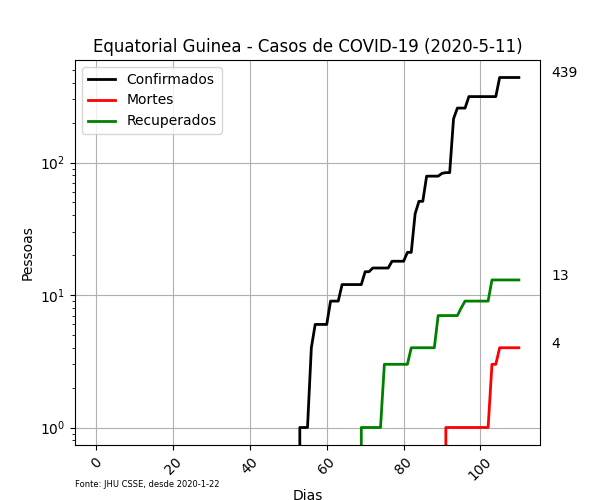 Equatorial Guinea - Casos de COVID-19 (2020-5-11)
Confirmados
Mortes
Recuperados
439
13
4
10²
10¹
10⁰
Pessoas
0 20 40 60 80 100
Fonte: JHU CSSE, desde 2020-1-22
Dias